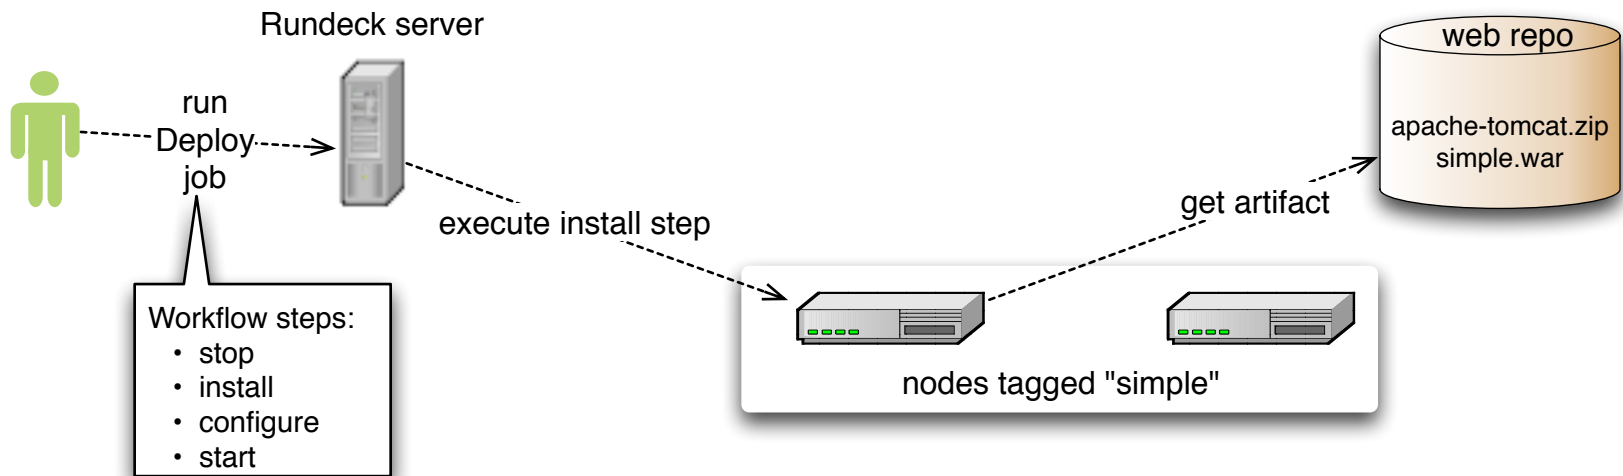 Rundeck server
run
Deploy
job
execute install step
get artifact
web repo
apache-tomcat.zip
simple.war
Workflow steps:
• stop
• install
• configure
• start
nodes tagged "simple"